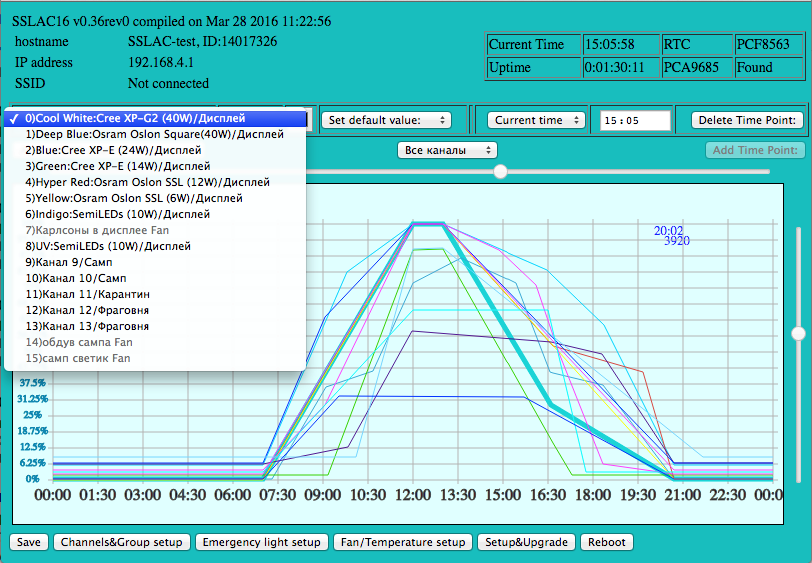 SSLAC16 v0.36rev0 compiled on Mar 28 2016 11:22:56
hostname SSLAC-test, ID:14017326
IP address 192.168.4.1
SSID Not connected
Current Time 15:05:58 RTC PCF8563
Uptime 0:01:30:11 PCA9685 Found
✓ 0)Cool White:Cree XP-G2 (40W)/Дисплей
1)Deep Blue:Osram Oslon Square(40W)/Дисплей
2)Blue:Cree XP-E (24W)/Дисплей
3)Green:Cree XP-E (14W)/Дисплей
4)Hyper Red:Osram Oslon SSL (12W)/Дисплей
5)Yellow:Osram Oslon SSL (6W)/Дисплей
6)Indigo:SemiLEDs (10W)/Дисплей
7)Карлсоны в дисплее Fan
8)UV:SemiLEDs (10W)/Дисплей
9)Канал 9/Самп
10)Канал 10/Самп
11)Канал 11/Карантин
12)Канал 12/Фраговня
13)Канал 13/Фраговня
14)обдув сампа Fan
15)самп светик Fan
Set default value:
Current time
15:05
Delete Time Point:
Все каналы
Add Time Point:
20:02
3920
37.5%
31.25%
25%
18.75%
12.5%
6.25%
0%
00:00 01:30 03:00 04:30 06:00 07:30 09:00 10:30 12:00 13:30 15:00 16:30 18:00 19:30 21:00 22:30 00:0
Save Channels&Group setup Emergency light setup Fan/Temperature setup Setup&Upgrade Reboot